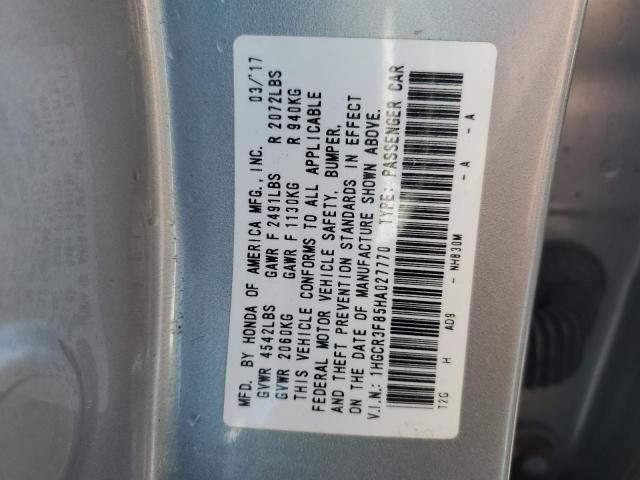 MFD. BY HONDA OF AMERICA MFG., INC. 03/'17
GVWR 4542LBS GAWR F 2491LBS R 2072LBS
GVWR 2060KG GAWR F 1130KG R 940KG
THIS VEHICLE CONFORMS TO ALL APPLICABLE
FEDERAL MOTOR VEHICLE SAFETY, BUMPER,
AND THEFT PREVENTION STANDARDS IN EFFECT
ON THE DATE OF MANUFACTURE SHOWN ABOVE.
V.I.N.: 1HGCR3F85HA027770 TYPE: PASSENGER CAR
T2G H AD9 - NH830M - A - A